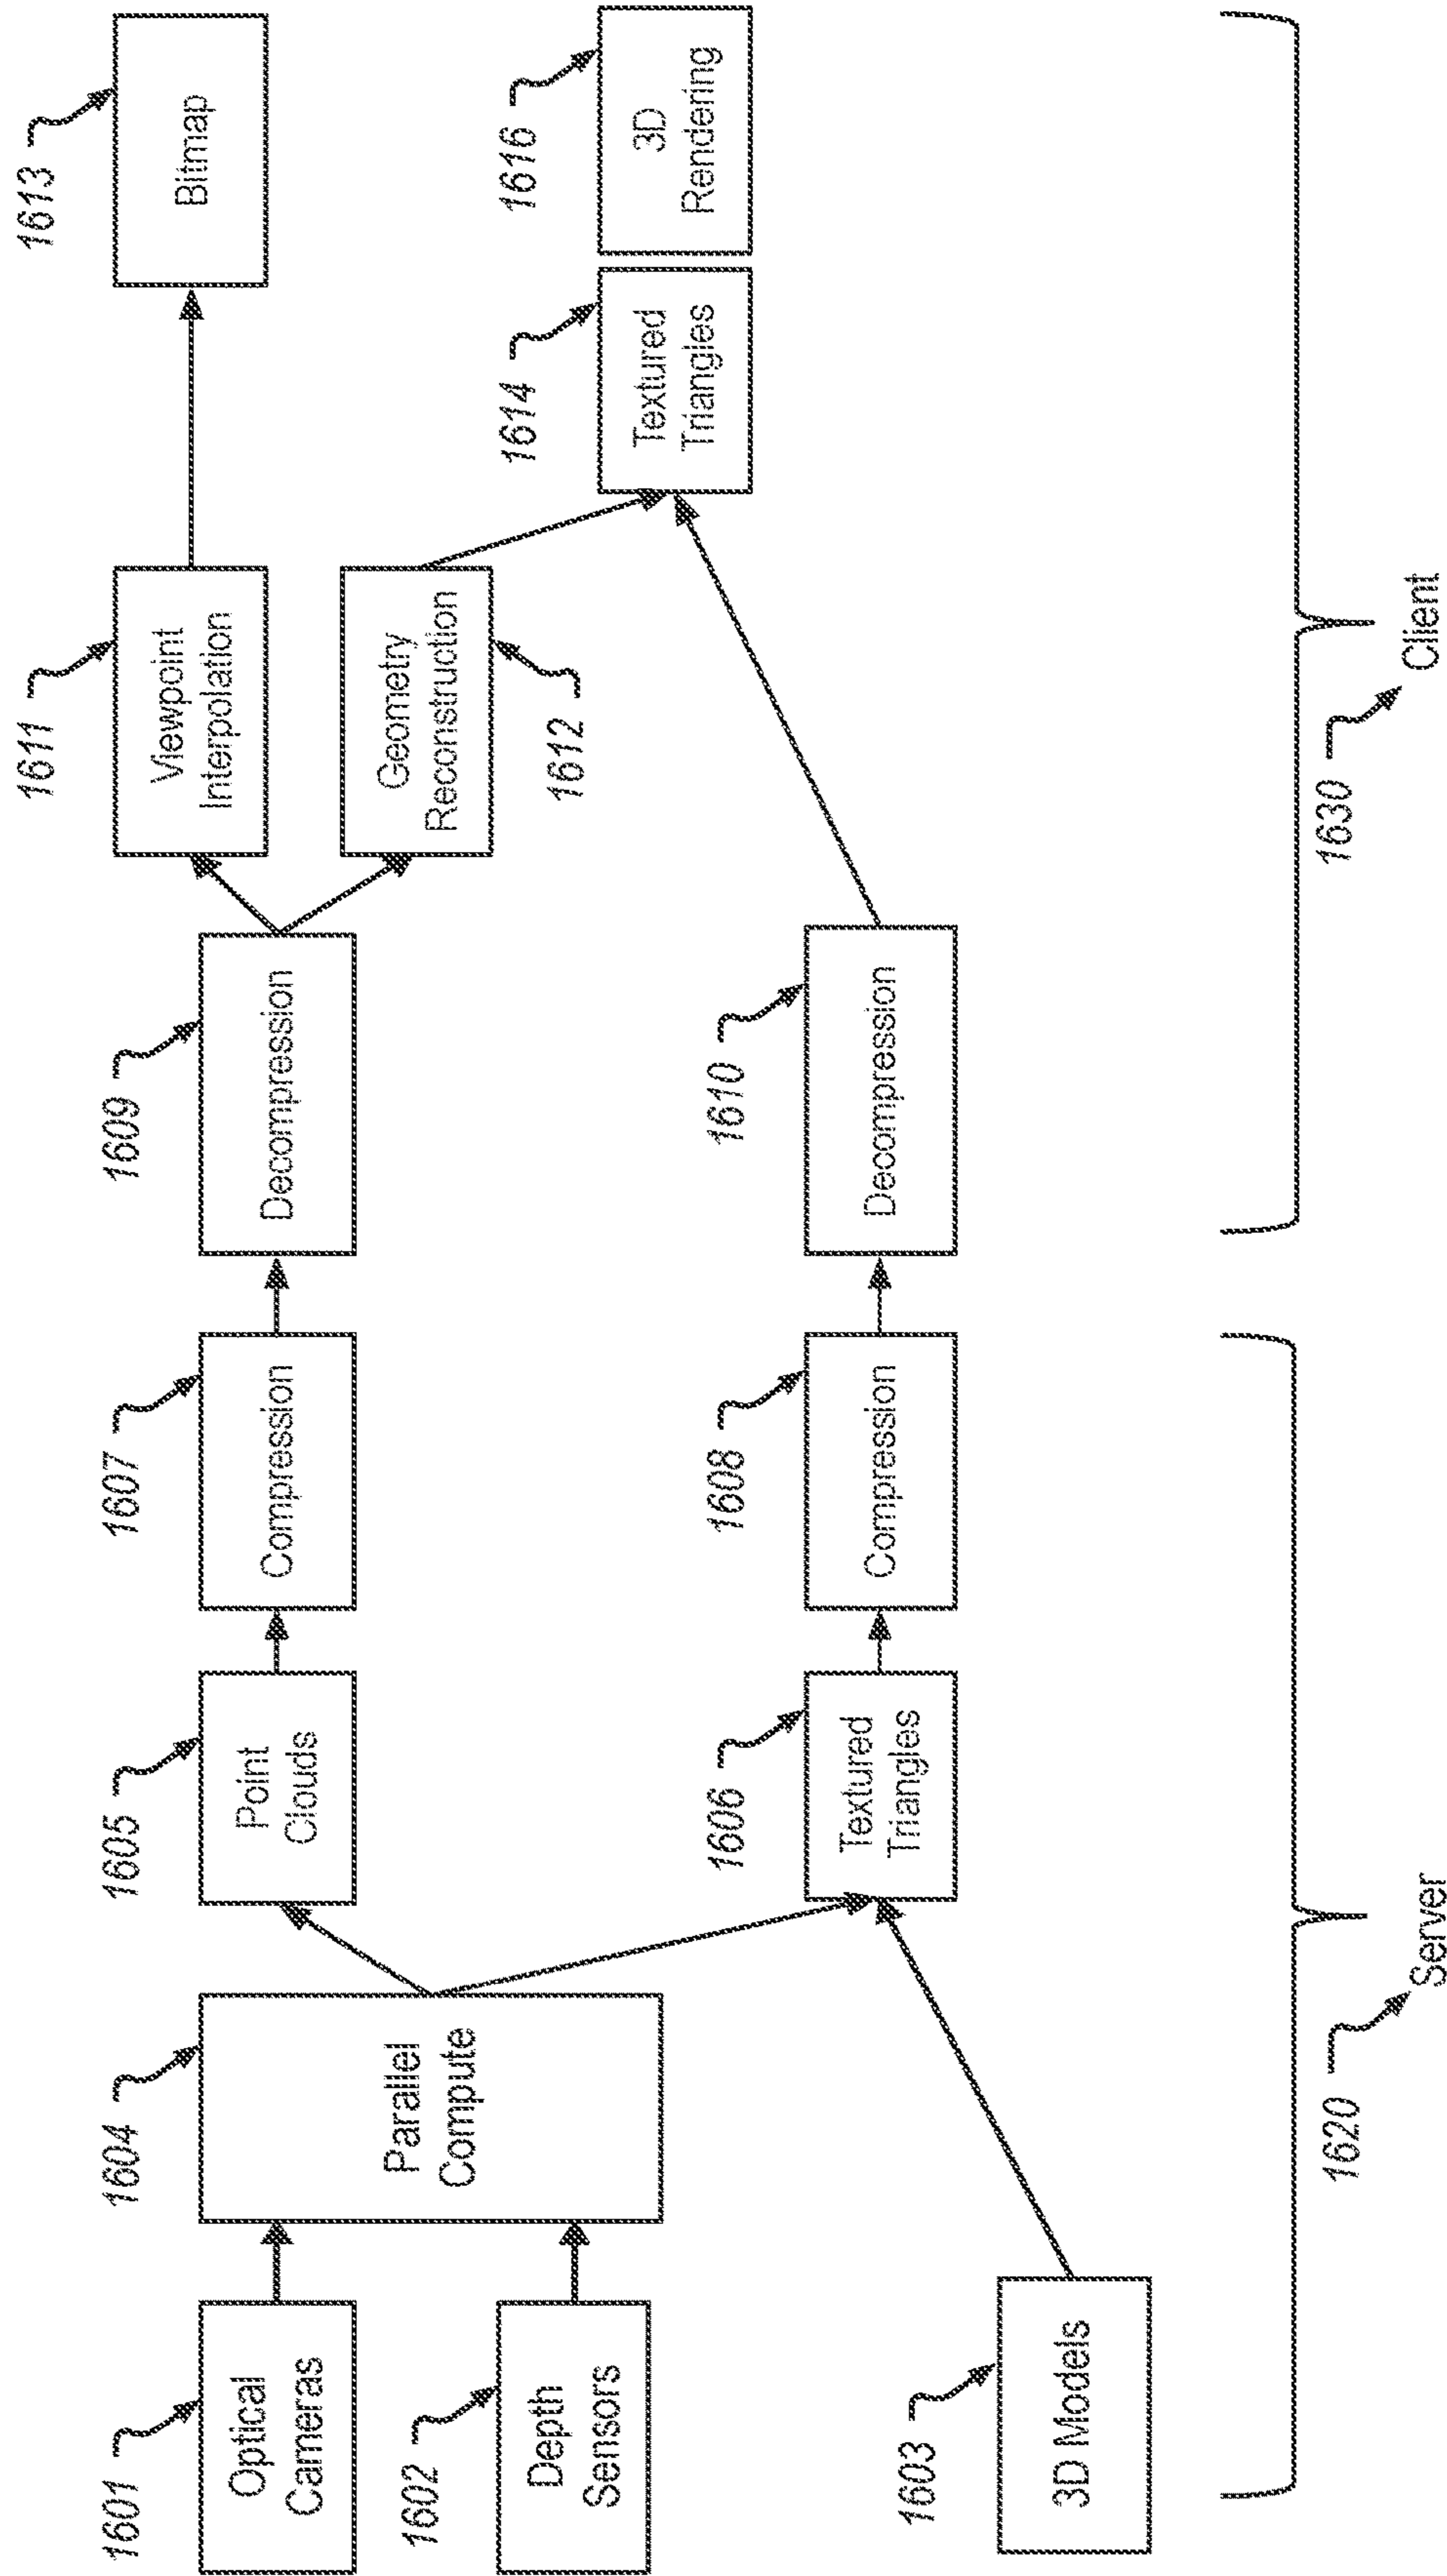 1601
Optical
Cameras
1602
Depth
Sensors
1603
3D Models
1604
Parallel
Compute
1605
Point
Clouds
1606
Textured
Triangles
1607
Compression
1608
Compression
1609
Decompression
1610
Decompression
1611
Viewpoint
Interpolation
Geometry
Reconstruction
1612
1613
Bitmap
1614
Textured
Triangles
1616
3D
Rendering
1620
Server
1630
Client